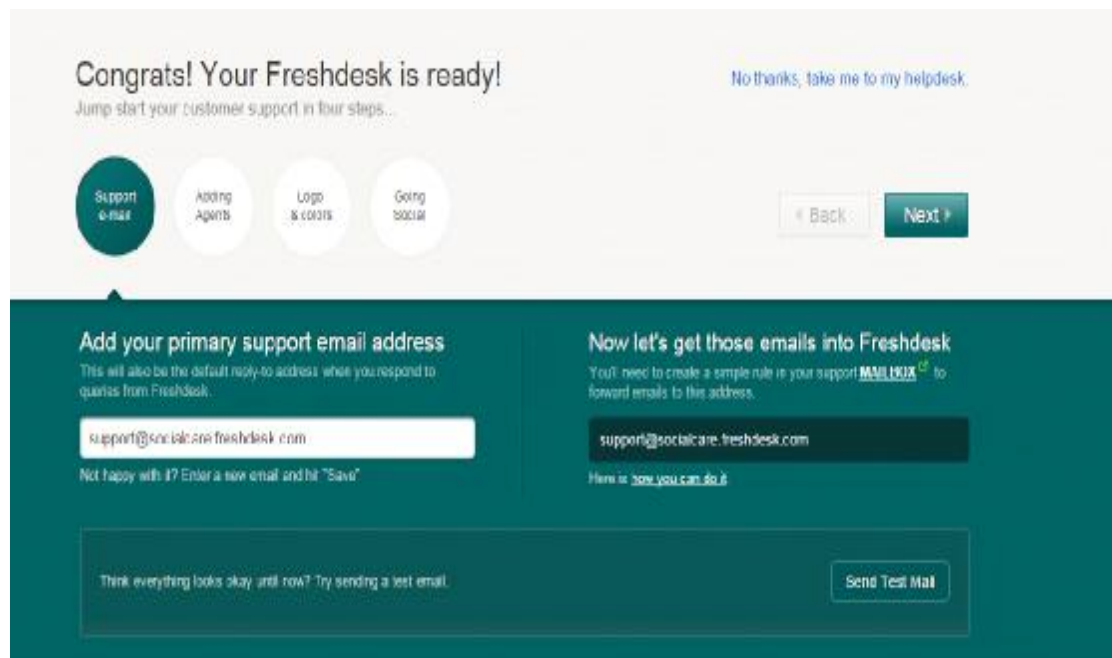 Congrats! Your Freshdesk is ready!
No thanks, take me to my helpdesk.
Jump start your customer support in four steps...
Support
e-mail
Adding
Agents
Logo
& colors
Going
Social
Back
Next
Add your primary support email address
This will also be the default reply-to address when you respond to
queries from Freshdesk.
support@socialcare.freshdesk.com
Not happy with it? Enter a new email and hit "Save"
Now let's get those emails into Freshdesk
You'll need to create a simple rule in your support MAILBOX to
forward emails to this address.
support@socialcare.freshdesk.com
Here is how you can do it
Think everything looks okay until now? Try sending a test email.
Send Test Mail